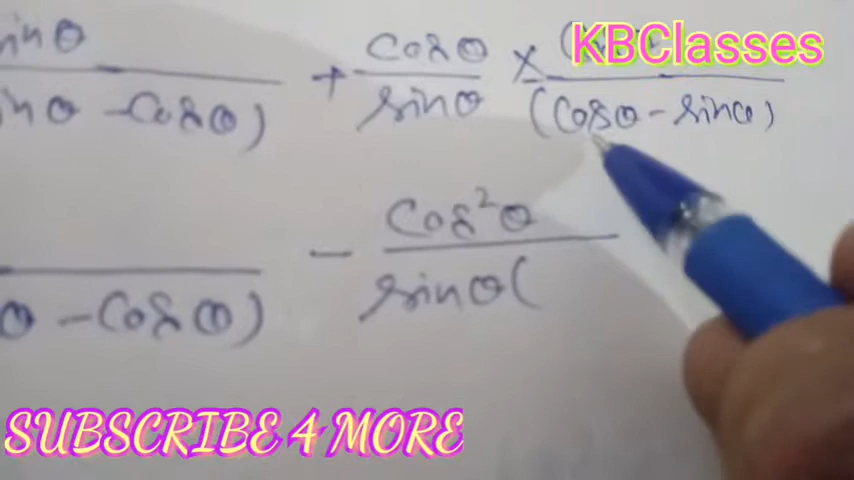 sinθ + cosθ/sinθ × KBClasses
sinθ - cosθ) (cosθ - sinθ)
- cos²θ
θ - cosθ) sinθ(
SUBSCRIBE 4 MORE